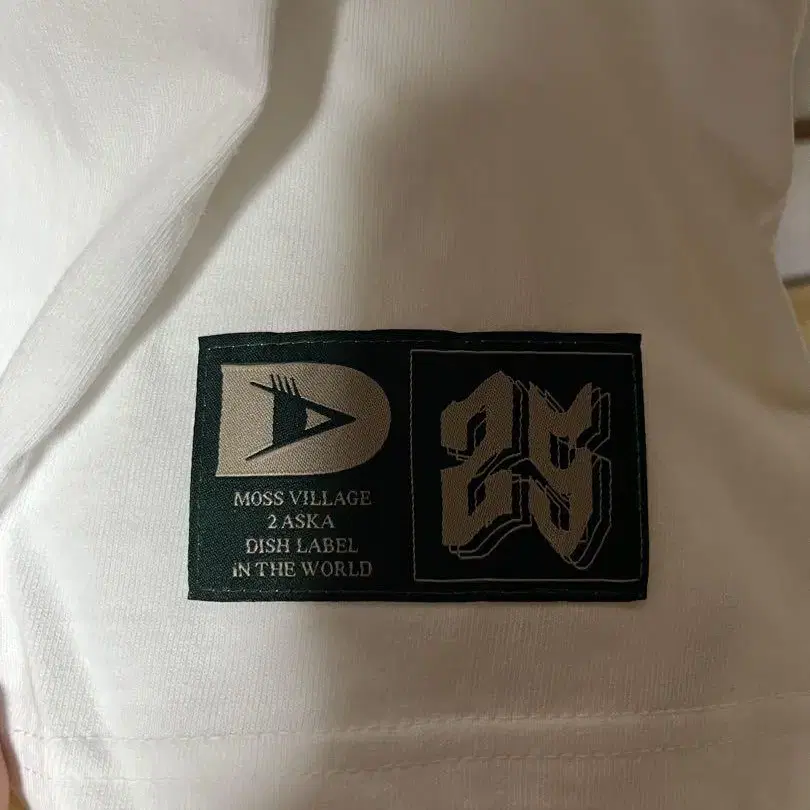 D
MOSS VILLAGE
2 ASKA
DISH LABEL
iN THE WORLD
25